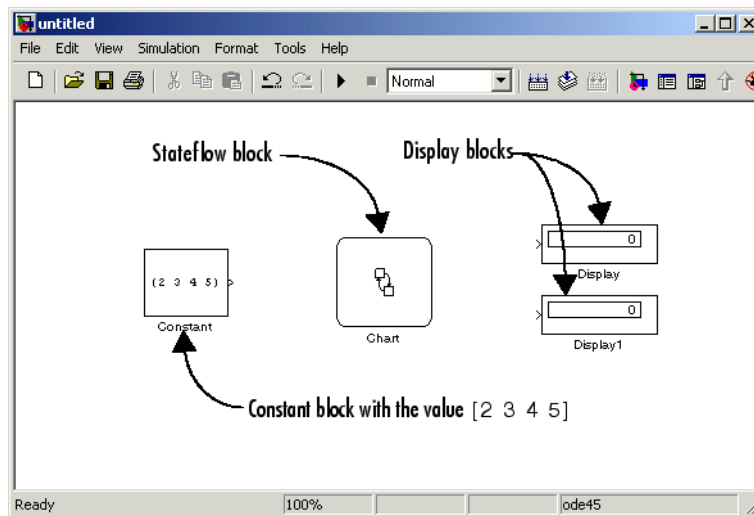 untitled
File Edit View Simulation Format Tools Help
Normal
Stateflow block
Display blocks
(2 3 4 5)
Constant
Chart
0
Display
0
Display1
Constant block with the value [2 3 4 5]
Ready 100% ode45